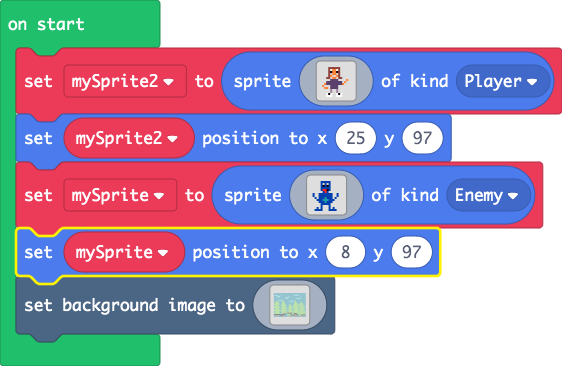 on start
set mySprite2 to sprite of kind Player
set mySprite2 position to x 25 y 97
set mySprite to sprite of kind Enemy
set mySprite position to x 8 y 97
set background image to